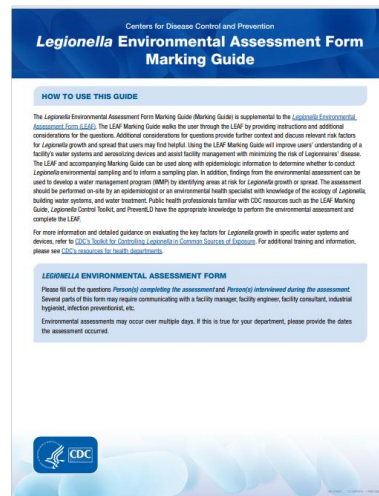 Centers for Disease Control and Prevention
Legionella Environmental Assessment Form
Marking Guide
HOW TO USE THIS GUIDE
The Legionella Environmental Assessment Form Marking Guide (Marking Guide) is supplemental to the Legionella Environmental
Assessment Form (LEAF). The LEAF Marking Guide walks the user through the LEAF by providing instructions and additional
considerations for the questions. Additional considerations for questions provide further context and discuss relevant risk factors
for Legionella growth and spread that users may find helpful. Using the LEAF Marking Guide will improve users' understanding of a
facility's water systems and aerosolizing devices and assist facility management with minimizing the risk of Legionnaires' disease.
The LEAF and accompanying Marking Guide can be used along with epidemiologic information to determine whether to conduct
Legionella environmental sampling and to inform a sampling plan. In addition, findings from the environmental assessment can be
used to develop a water management program (WMP) by identifying areas at risk for Legionella growth or spread. The assessment
should be performed on-site by an epidemiologist or an environmental health specialist with knowledge of the ecology of Legionella,
building water systems, and water treatment. Public health professionals familiar with CDC resources such as the LEAF Marking
Guide, Legionella Control Toolkit, and PreventLD have the appropriate knowledge to perform the environmental assessment and
complete the LEAF.
For more information and detailed guidance on evaluating the key factors for Legionella growth in specific water systems and
devices, refer to CDC's Toolkit for Controlling Legionella in Common Sources of Exposure. For additional training and information,
please see CDC's resources for health departments.
LEGIONELLA ENVIRONMENTAL ASSESSMENT FORM
Please fill out the questions Person(s) completing the assessment and Person(s) interviewed during the assessment.
Several parts of this form may require communicating with a facility manager, facility engineer, facility consultant, industrial
hygienist, infection preventionist, etc.
Environmental assessments may occur over multiple days. If this is true for your department, please provide the dates
the assessment occurred.
CDC